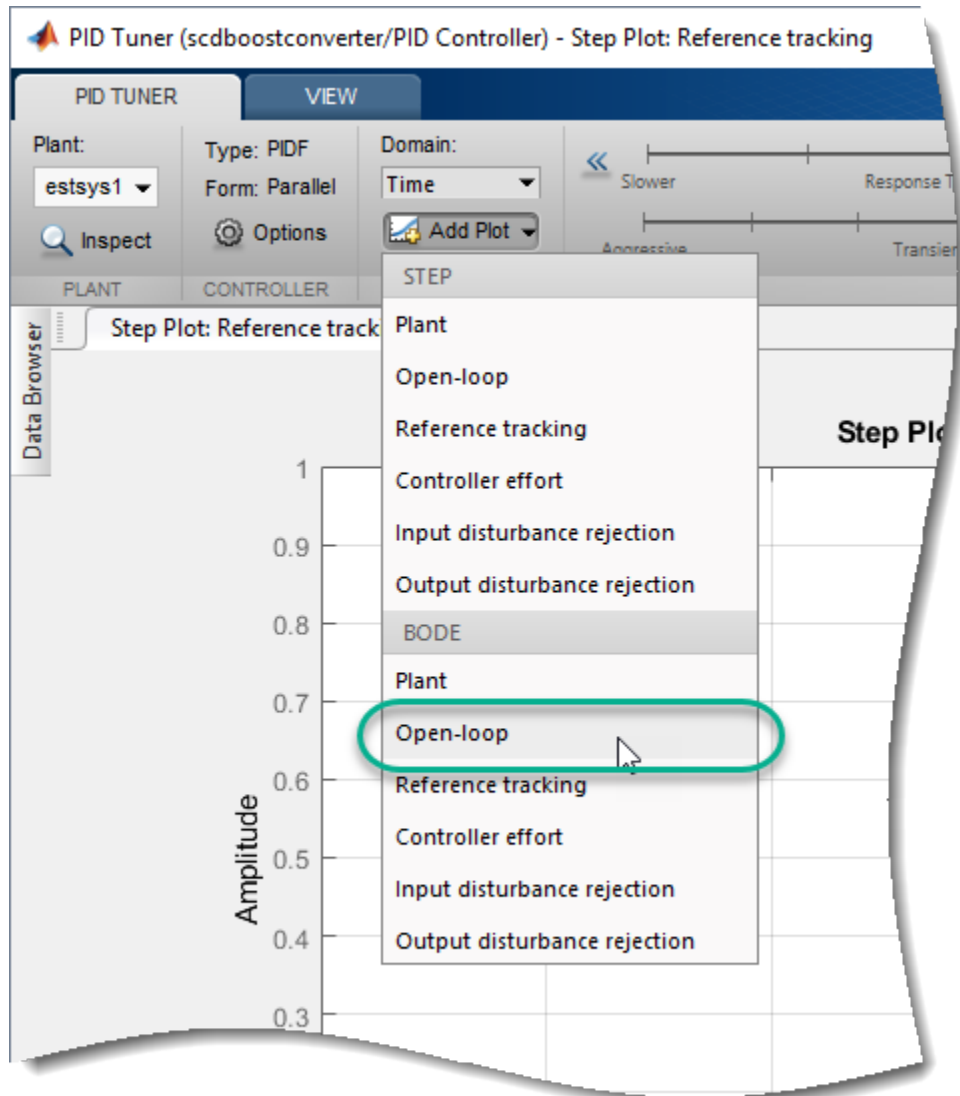 PID Tuner (scdboostconverter/PID Controller) - Step Plot: Reference tracking
PID TUNER
VIEW
Plant:
estsys1
Inspect
PLANT
Type: PIDF
Form: Parallel
Options
CONTROLLER
Domain:
Time
Add Plot
Slower
Response T
Aggressive
Transier
STEP
Plant
Open-loop
Reference tracking
Controller effort
Input disturbance rejection
Output disturbance rejection
BODE
Plant
Open-loop
Reference tracking
Controller effort
Input disturbance rejection
Output disturbance rejection
Data Browser
Step Plot: Reference track
Step Plo
1
0.9
0.8
0.7
0.6
0.5
0.4
0.3
Amplitude